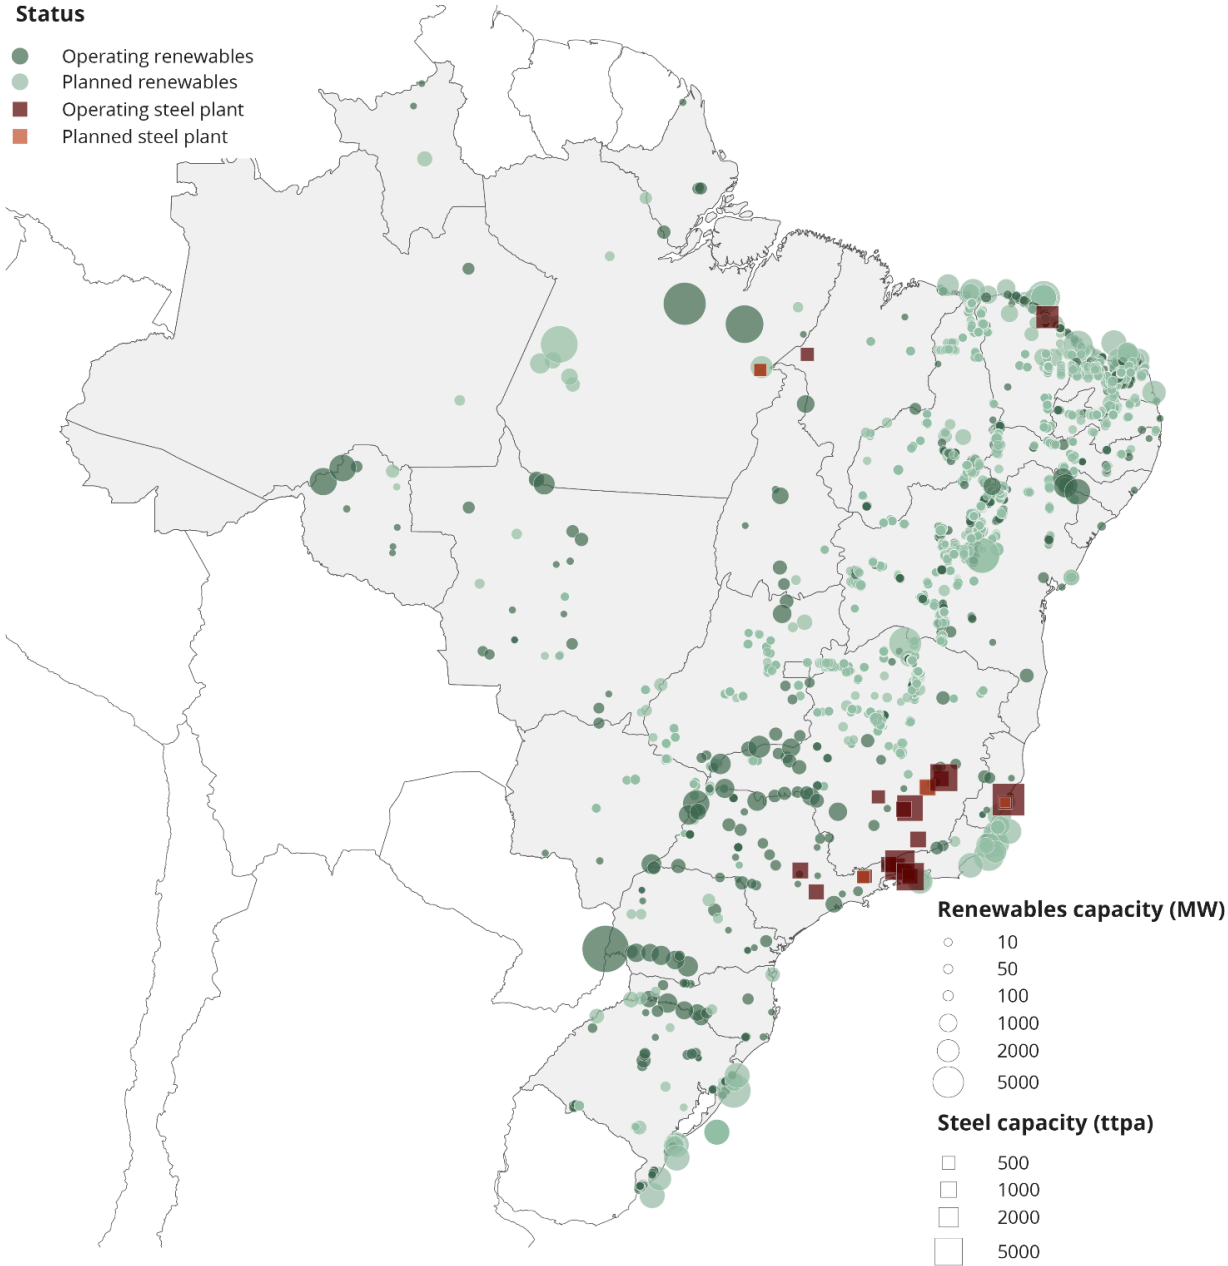 Status
Operating renewables
Planned renewables
Operating steel plant
Planned steel plant
Renewables capacity (MW)
10
50
100
1000
2000
5000
Steel capacity (ttpa)
500
1000
2000
5000